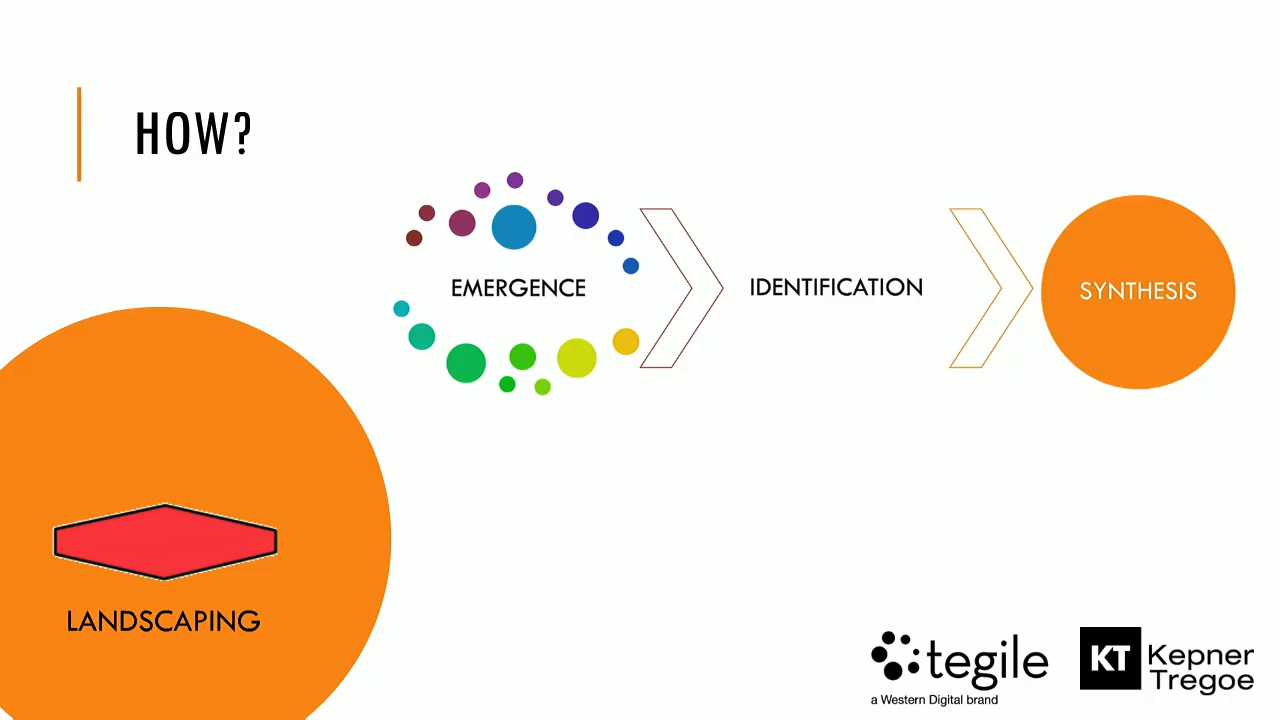 HOW?
EMERGENCE
IDENTIFICATION
SYNTHESIS
LANDSCAPING
tegile
a Western Digital brand
KT
Kepner
Tregoe